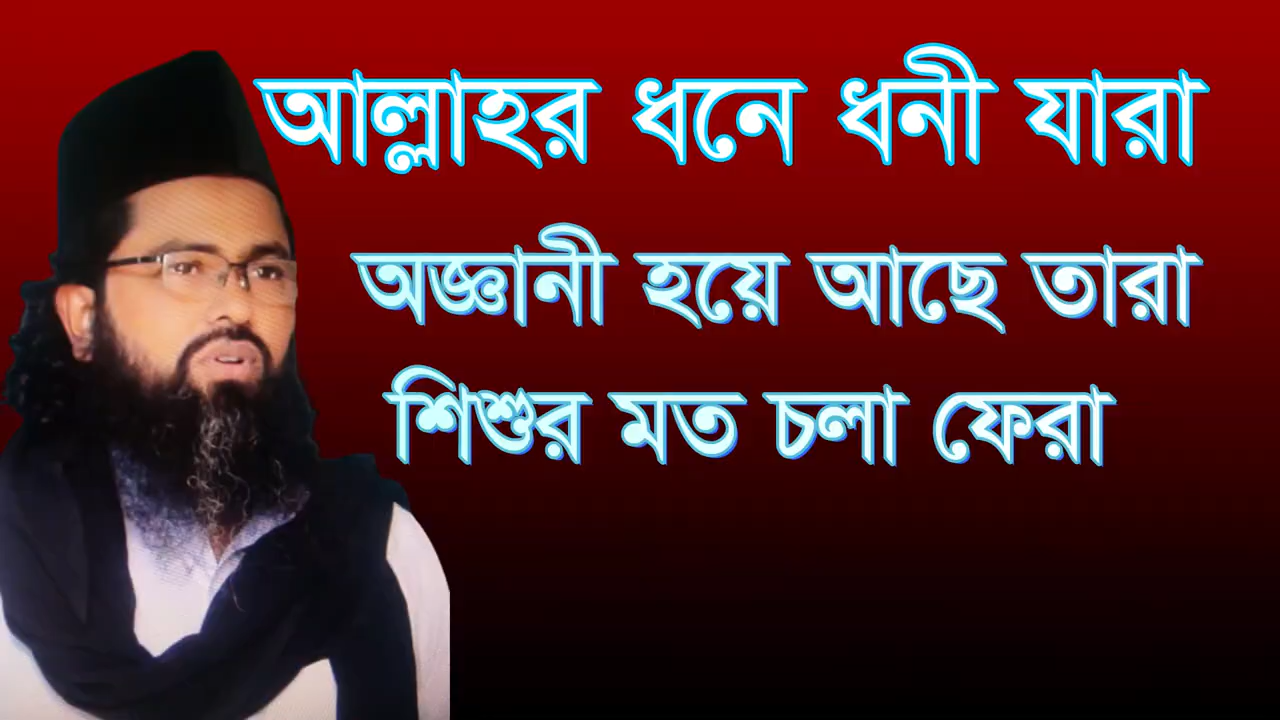 আল্লাহর ধনে ধনী যারা
অজ্ঞানী হয়ে আছে তারা
শিশুর মত চলা ফেরা